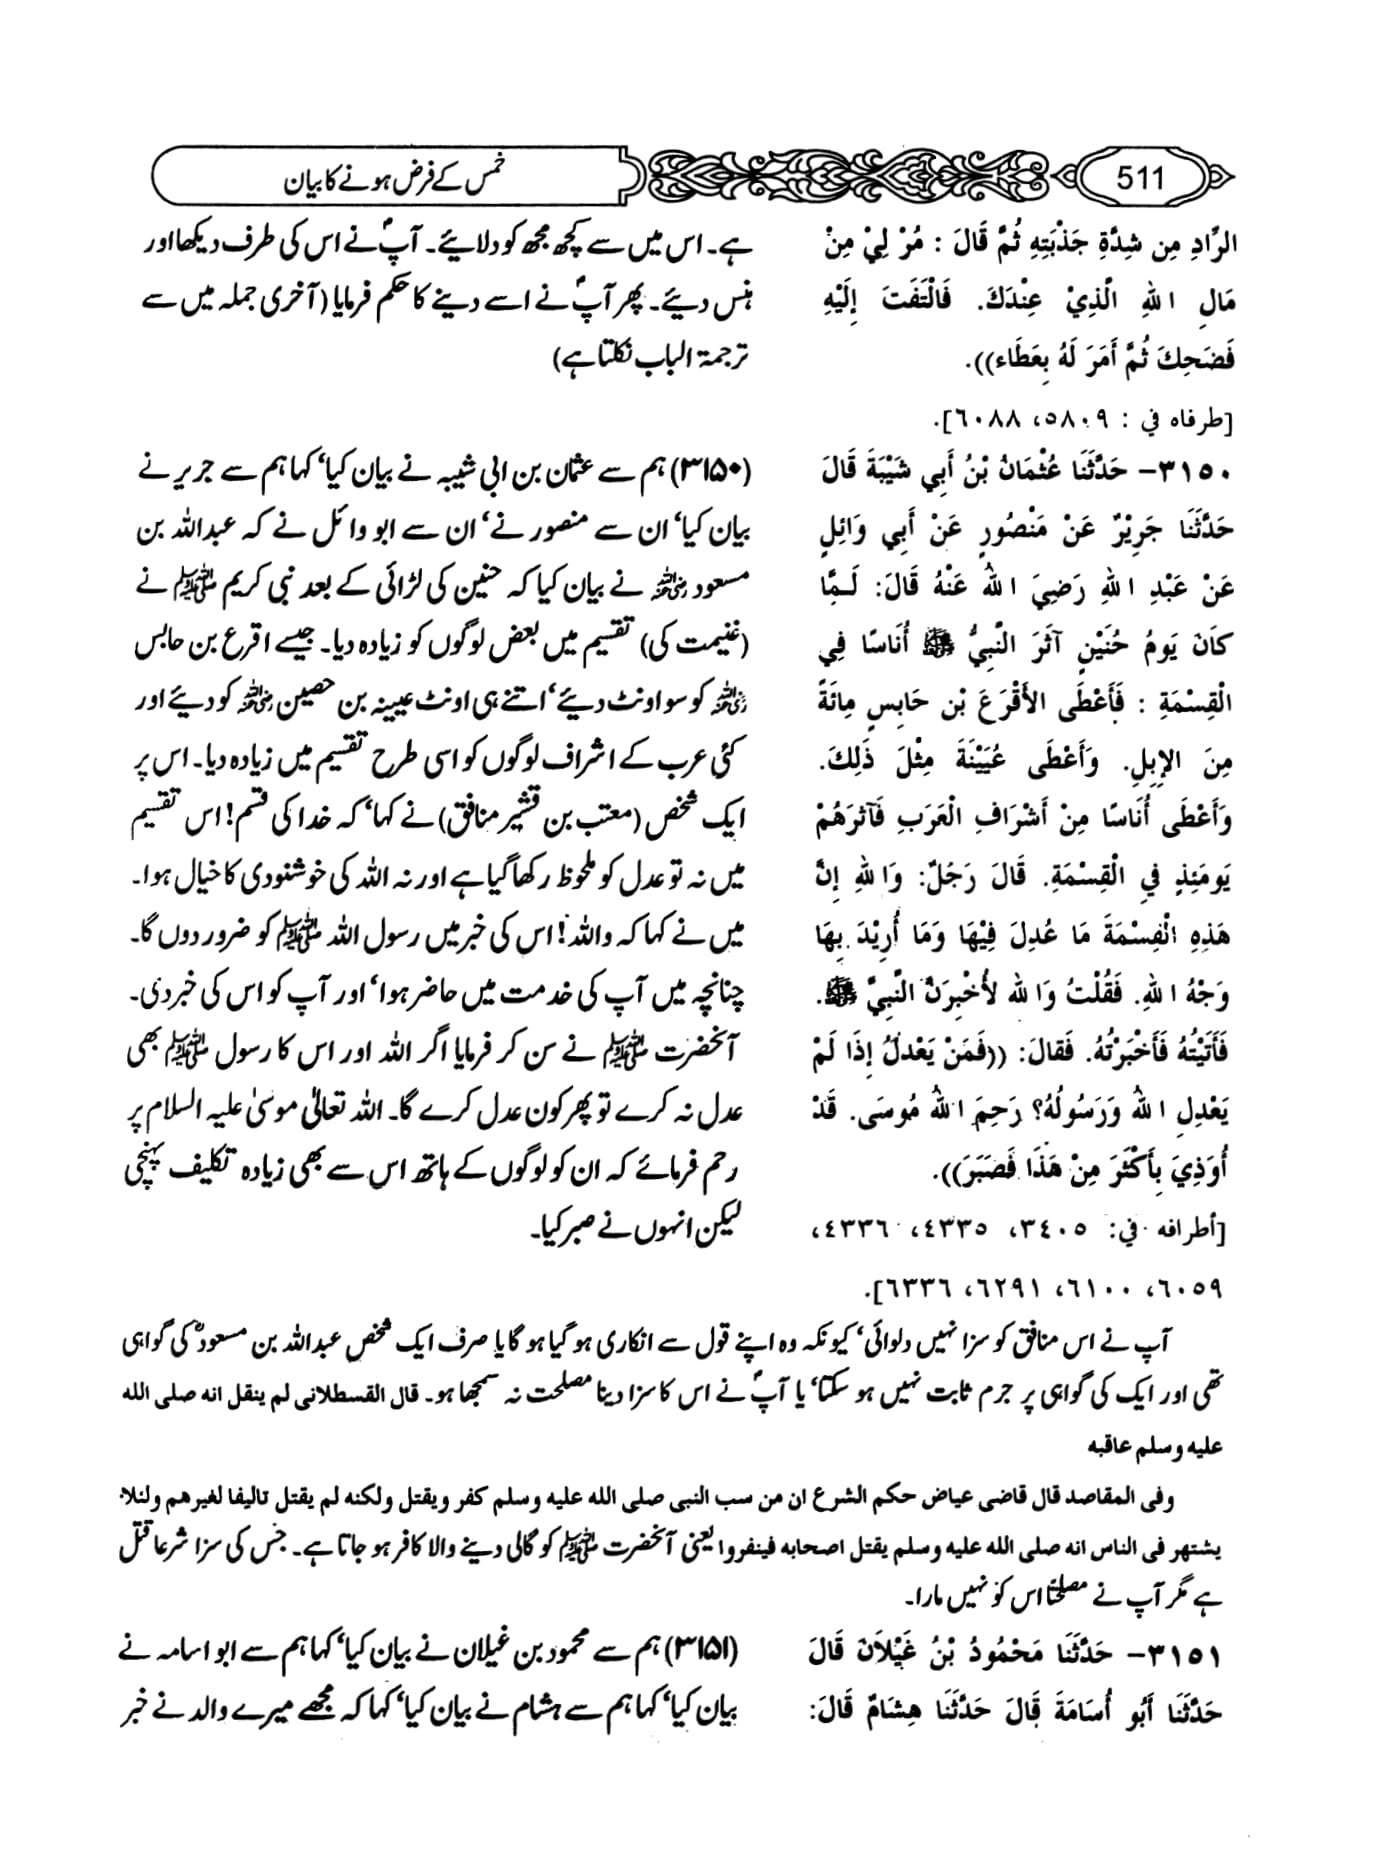 511
خمس کے فرض ہونے کا بیان
الرِّدَاءِ مِن شِدَّةِ جَذْبَتِهِ ثُمَّ قَالَ : مُرْ لِيْ مِنْ
مَالِ اللهِ الَّذِيْ عِنْدَكَ. فَالْتَفَتَ إِلَيْهِ
فَضَحِكَ ثُمَّ أَمَرَ لَهُ بِعَطَاء)).
[طرفاه في : ٥٨٠٩، ٦٠٨٨].
٣١٥٠- حَدَّثَنَا عُثْمَانُ بْنُ أَبِي شَيْبَةَ قَالَ
حَدَّثَنَا جَرِيْرٌ عَنْ مَنْصُورٍ عَنْ أَبِي وَائِلٍ
عَنْ عَبْدِ اللهِ رَضِيَ اللهُ عَنْهُ قَالَ: لَمَّا
كَانَ يَومُ حُنَيْنٍ آثَرَ النَّبِيُّ ﷺ أُنَاسًا فِي
الْقِسْمَةِ : فَأَعْطَى الأَقْرَعَ بْن حَابِسٍ مِائَةً
مِنَ الإِبِلِ. وَأَعْطَى عُيَيْنَةَ مِثْلَ ذَلِكَ.
وَأَعْطَى أُنَاسًا مِنْ أَشْرَافِ الْعَرَبِ فَآثَرَهُمْ
يَومَئِذٍ فِي الْقِسْمَةِ. قَالَ رَجُلٌ: وَاللهِ إِنَّ
هَذِهِ الْقِسْمَةَ مَا عُدِلَ فِيْهَا وَمَا أُرِيْدَ بِهَا
وَجْهُ اللهِ. فَقُلْتُ وَاللهِ لأُخْبِرَنَّ النَّبِيَّ ﷺ.
فَأَتَيْتُهُ فَأَخْبَرْتُهُ. فَقَالَ: ((فَمَنْ يَعْدِلُ إِذَا لَمْ
يَعْدِلِ اللهُ وَرَسُولُهُ؟ رَحِمَ اللهُ مُوسَى. قَدْ
أُوذِيَ بِأَكْثَرَ مِنْ هَذَا فَصَبَرَ)).
[أطرافه في: ٣٤٠٥، ٤٣٣٥، ٤٣٣٦،
٦٠٥٩، ٦١٠٠، ٦٢٩١، ٦٣٣٦].
ہے۔ اس میں سے کچھ مجھ کو دلائیے۔ آپؐ نے اس کی طرف دیکھا اور
ہنس دیئے۔ پھر آپؐ نے اسے دینے کا حکم فرمایا (آخری جملہ میں سے
ترجمۃ الباب نکلتا ہے)
(۳۱۵۰) ہم سے عثمان بن ابی شیبہ نے بیان کیا‘ کہا ہم سے جریر نے
بیان کیا‘ ان سے منصور نے‘ ان سے ابو وائل نے کہ عبداللہ بن
مسعود رضی اللہ عنہ نے بیان کیا کہ حنین کی لڑائی کے بعد نبی کریم ﷺ نے
(غنیمت کی) تقسیم میں بعض لوگوں کو زیادہ دیا۔ جیسے اقرع بن حابس
رضی اللہ عنہ کو سو اونٹ دیئے‘ اتنے ہی اونٹ عیینہ بن حصین رضی اللہ عنہ کو دیئے اور
کئی عرب کے اشراف لوگوں کو اسی طرح تقسیم میں زیادہ دیا۔ اس پر
ایک شخص (معتب بن قشیر منافق) نے کہا‘ کہ خدا کی قسم! اس تقسیم
میں نہ تو عدل کو ملحوظ رکھا گیا ہے اور نہ اللہ کی خوشنودی کا خیال ہوا۔
میں نے کہا کہ واللہ! اس کی خبر میں رسول اللہ ﷺ کو ضرور دوں گا۔
چنانچہ میں آپ کی خدمت میں حاضر ہوا‘ اور آپ کو اس کی خبر دی۔
آنحضرت ﷺ نے سن کر فرمایا اگر اللہ اور اس کا رسول ﷺ بھی
عدل نہ کرے تو پھر کون عدل کرے گا۔ اللہ تعالیٰ موسیٰ علیہ السلام پر
رحم فرمائے کہ ان کو لوگوں کے ہاتھ اس سے بھی زیادہ تکلیف پہنچی
لیکن انہوں نے صبر کیا۔
آپ نے اس منافق کو سزا نہیں دلوائی‘ کیونکہ وہ اپنے قول سے انکاری ہو گیا ہو گا یا صرف ایک شخص عبداللہ بن مسعودؓ کی گواہی
تھی اور ایک کی گواہی پر جرم ثابت نہیں ہو سکتا‘ یا آپؐ نے اس کا سزا دینا مصلحت نہ سمجھا ہو۔ قال القسطلانی لم ینقل انه صلی الله
علیه وسلم عاقبه
وفی المقاصد قال قاضی عیاض حکم الشرع ان من سب النبی صلی الله علیه وسلم کفر ویقتل ولکنه لم یقتل تالیفا لغیرهم ولئلا
یشتهر فی الناس انه صلی الله علیه وسلم یقتل اصحابه فینفروا یعنی آنحضرت ﷺ کو گالی دینے والا کافر ہو جاتا ہے۔ جس کی سزا شرعا قتل
ہے مگر آپ نے مصلحتاً اس کو نہیں مارا۔
٣١٥١- حَدَّثَنَا مَحْمُودُ بْنُ غَيْلاَنَ قَالَ
حَدَّثَنَا أَبُو أُسَامَةَ قَالَ حَدَّثَنَا هِشَامٌ قَالَ:
(۳۱۵۱) ہم سے محمود بن غیلان نے بیان کیا‘ کہا ہم سے ابو اسامہ نے
بیان کیا‘ کہا ہم سے ہشام نے بیان کیا‘ کہا کہ مجھے میرے والد نے خبر